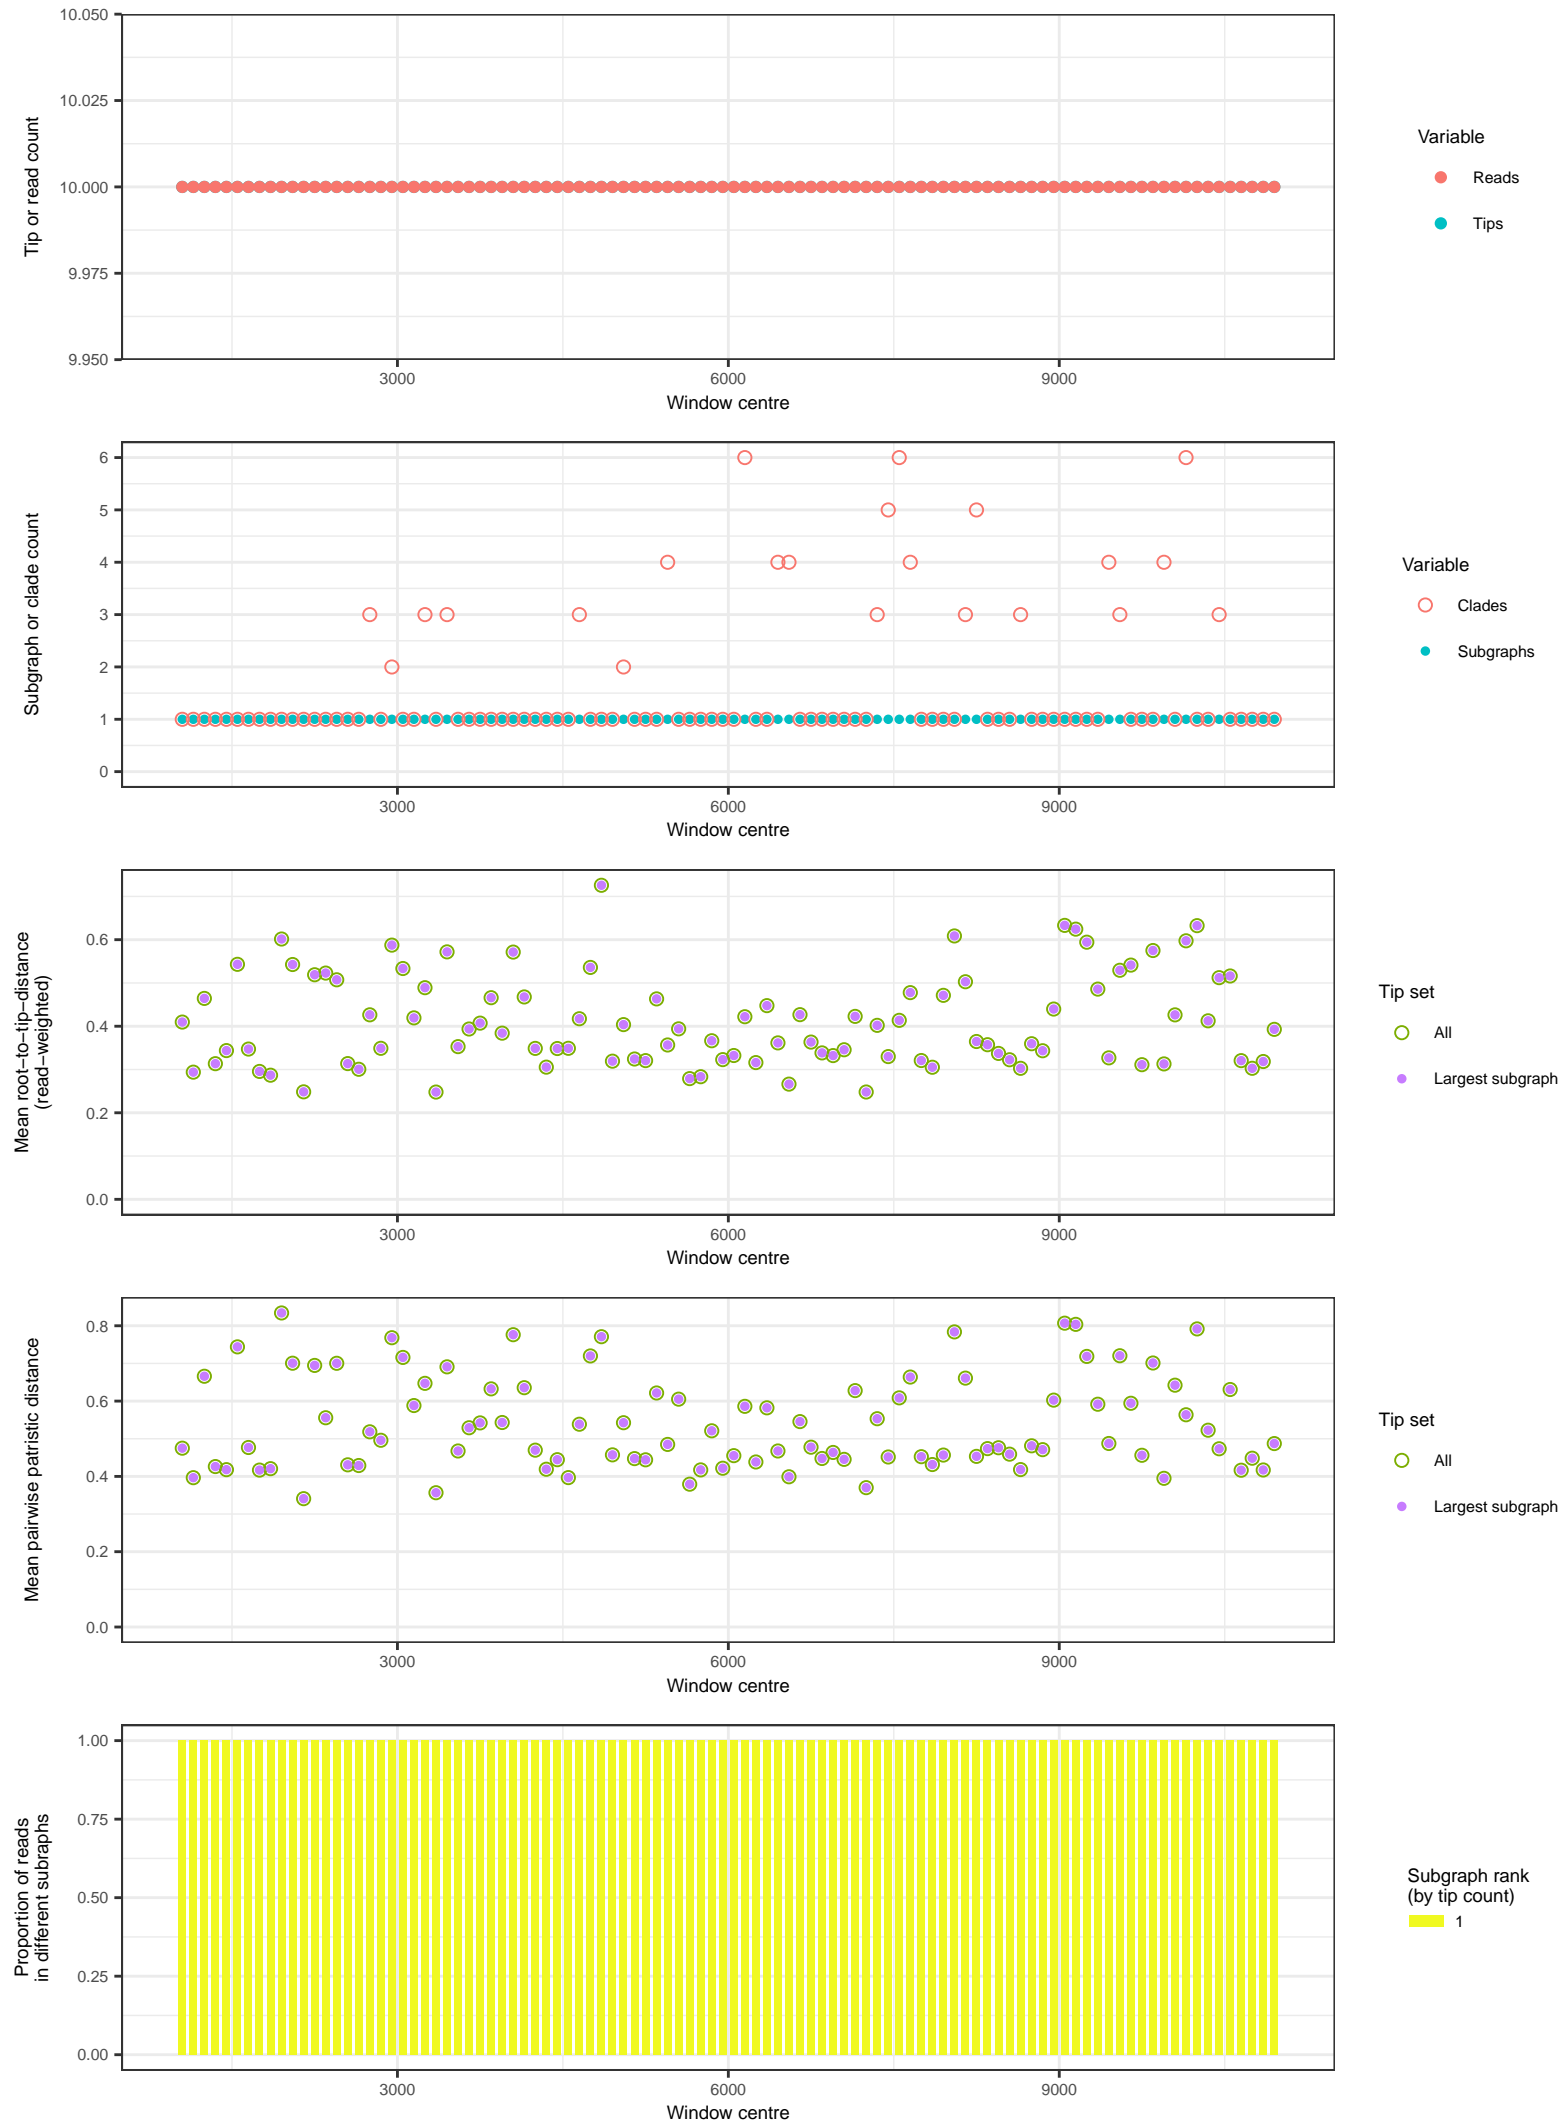 10.050
10.025
10.000
9.975
9.950
Tip or read count
3000
6000
9000
Window centre
Variable
Reads
Tips
6
5
4
3
2
1
0
Subgraph or clade count
3000
6000
9000
Window centre
Variable
Clades
Subgraphs
0.6
0.4
0.2
0.0
Mean root−to−tip−distance
(read−weighted)
3000
6000
9000
Window centre
Tip set
All
Largest subgraph
0.8
0.6
0.4
0.2
0.0
Mean pairwise patristic distance
3000
6000
9000
Window centre
Tip set
All
Largest subgraph
1.00
0.75
0.50
0.25
0.00
Proportion of reads
in different subraphs
3000
6000
9000
Window centre
Subgraph rank
(by tip count)
1